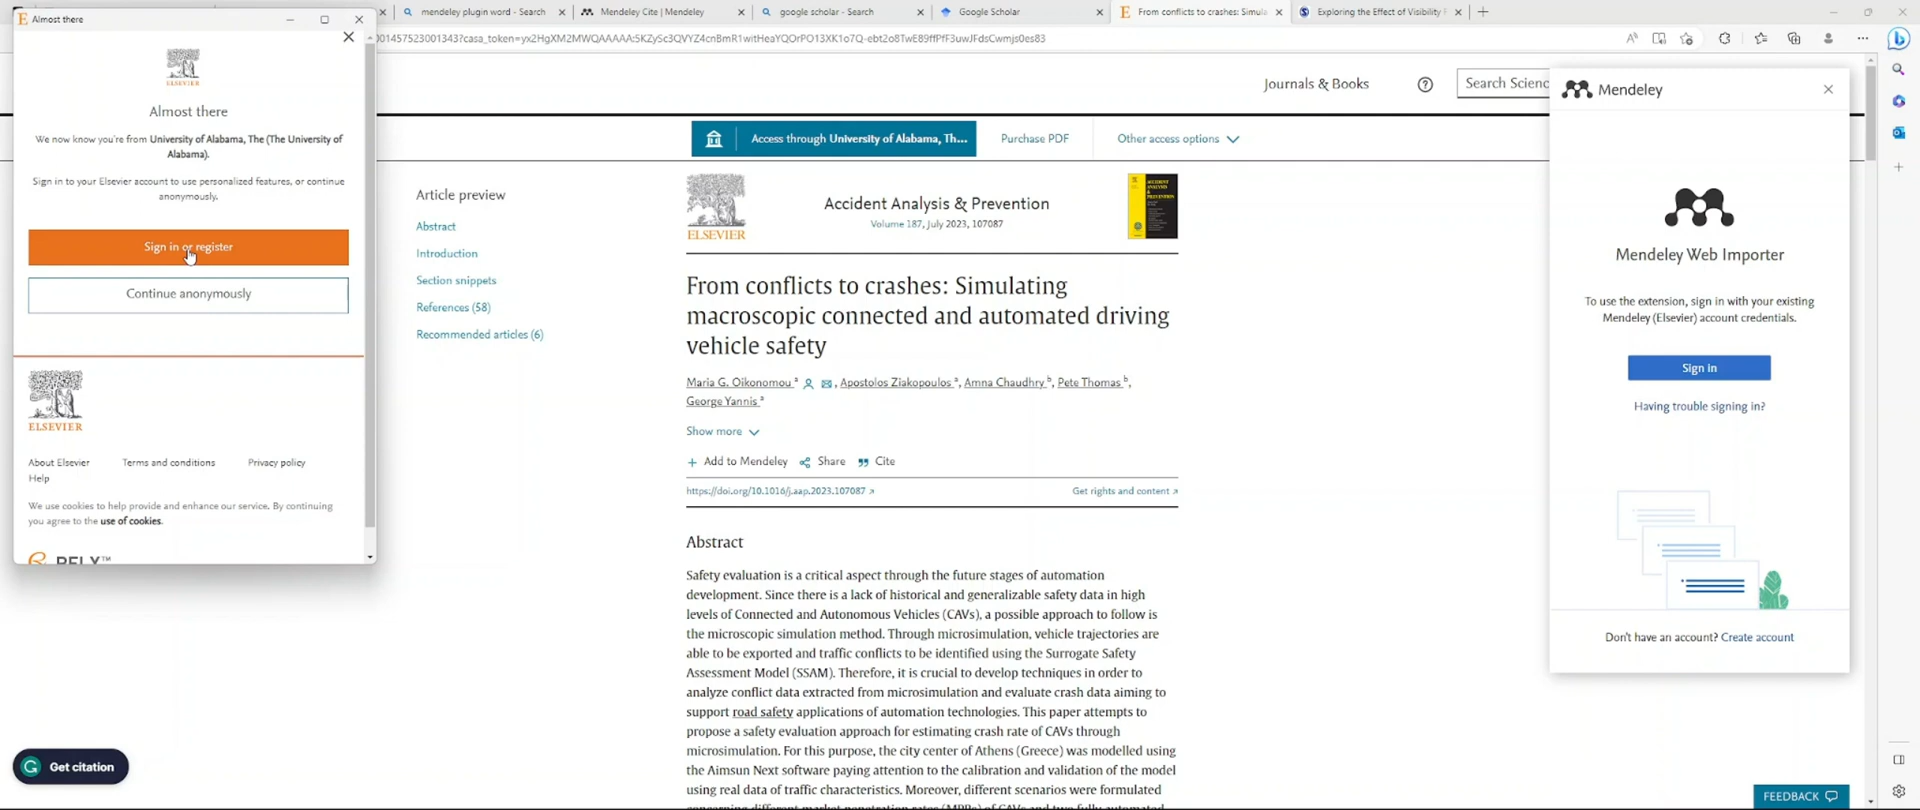 Almost there
mendeley plugin word - Search
Mendeley Cite | Mendeley
google scholar - Search
Google Scholar
From conflicts to crashes: Simula
Exploring the Effect of Visibility F
ELSEVIER
Almost there
We now know you're from University of Alabama, The (The University of
Alabama).
Sign in to your Elsevier account to use personalized features, or continue
anonymously.
Sign in or register
Continue anonymously
ELSEVIER
About Elsevier
Terms and conditions
Privacy policy
Help
We use cookies to help provide and enhance our service. By continuing
you agree to the use of cookies.
RELX™
Get citation
Journals & Books
Search Scienc
Access through University of Alabama, Th...
Purchase PDF
Other access options
Article preview
Abstract
Introduction
Section snippets
References (58)
Recommended articles (6)
ELSEVIER
Accident Analysis & Prevention
Volume 187, July 2023, 107087
From conflicts to crashes: Simulating
macroscopic connected and automated driving
vehicle safety
Maria G. Oikonomou a, Apostolos Ziakopoulos a, Amna Chaudhry b, Pete Thomas b,
George Yannis a
Show more
+ Add to Mendeley
Share
Cite
https://doi.org/10.1016/j.aap.2023.107087
Get rights and content
Abstract
Safety evaluation is a critical aspect through the future stages of automation
development. Since there is a lack of historical and generalizable safety data in high
levels of Connected and Autonomous Vehicles (CAVs), a possible approach to follow is
the microscopic simulation method. Through microsimulation, vehicle trajectories are
able to be exported and traffic conflicts to be identified using the Surrogate Safety
Assessment Model (SSAM). Therefore, it is crucial to develop techniques in order to
analyze conflict data extracted from microsimulation and evaluate crash data aiming to
support road safety applications of automation technologies. This paper attempts to
propose a safety evaluation approach for estimating crash rate of CAVs through
microsimulation. For this purpose, the city center of Athens (Greece) was modelled using
the Aimsun Next software paying attention to the calibration and validation of the model
using real data of traffic characteristics. Moreover, different scenarios were formulated
concerning different market penetration rates (MPRs) of CAVs and two fully automated
Mendeley
Mendeley Web Importer
To use the extension, sign in with your existing
Mendeley (Elsevier) account credentials.
Sign in
Having trouble signing in?
Don't have an account? Create account
FEEDBACK